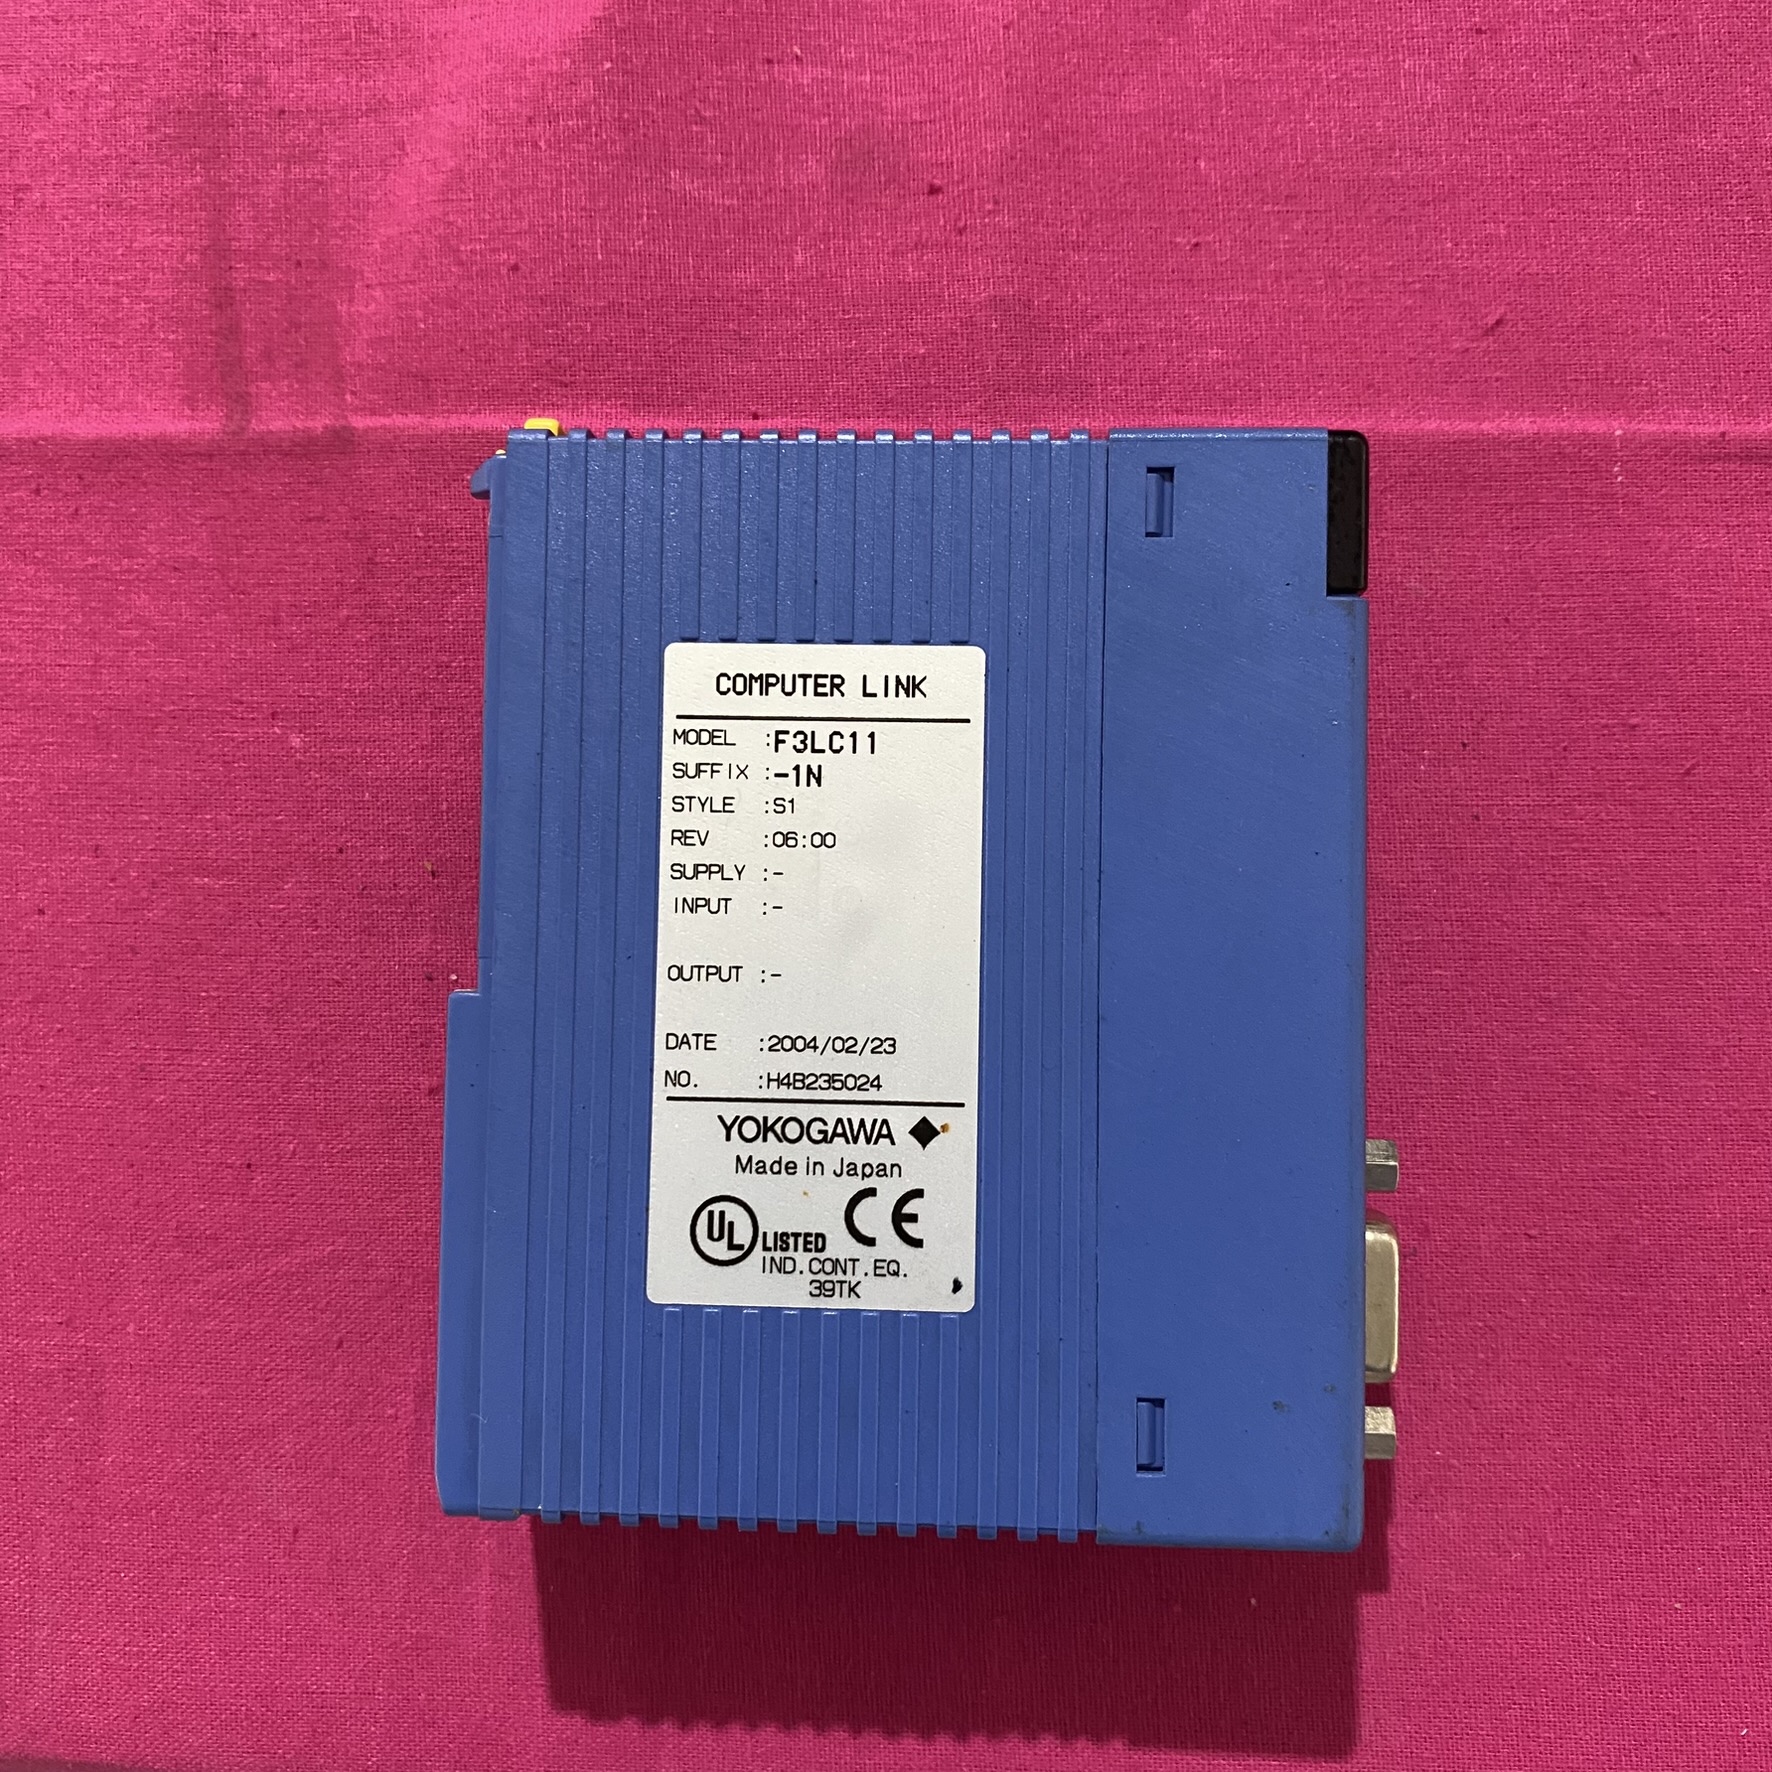 COMPUTER LINK
MODEL :F3LC11
SUFFIX :-1N
STYLE :S1
REV :06:00
SUPPLY :-
INPUT :-
OUTPUT :-
DATE :2004/02/23
NO. :H4B235024
YOKOGAWA
Made in Japan
UL LISTED CE
IND.CONT.EQ.
39TK